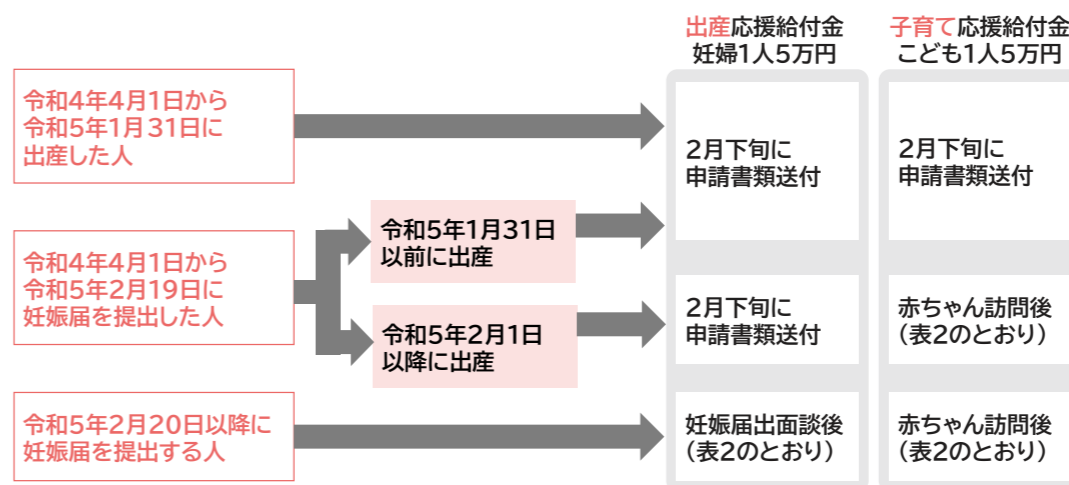 出産応援給付金
妊婦1人5万円
子育て応援給付金
こども1人5万円
令和4年4月1日から
令和5年1月31日に
出産した人
2月下旬に
申請書類送付
2月下旬に
申請書類送付
令和4年4月1日から
令和5年2月19日に
妊娠届を提出した人
令和5年1月31日
以前に出産
令和5年2月1日
以降に出産
2月下旬に
申請書類送付
赤ちゃん訪問後
(表2のとおり)
令和5年2月20日以降に
妊娠届を提出する人
妊娠届出面談後
(表2のとおり)
赤ちゃん訪問後
(表2のとおり)